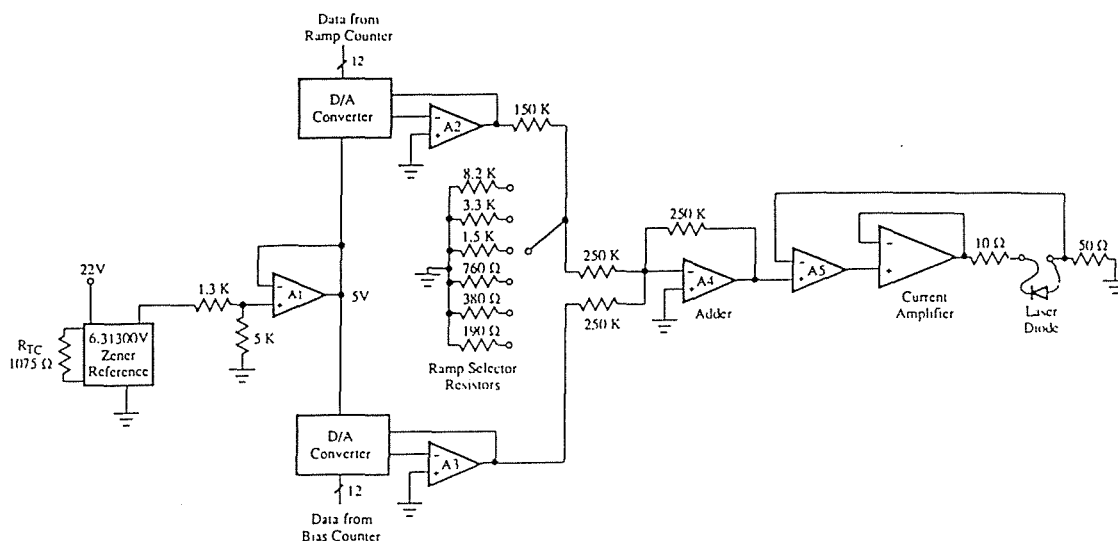 Data from
Ramp Counter
12
D/A
Converter
-
+
A2
150 K
8.2 K
3.3 K
1.5 K
760 Ω
380 Ω
190 Ω
Ramp Selector
Resistors
22V
1.3 K
-
+
A1
5V
5 K
RTC
1075 Ω
6.31300V
Zener
Reference
250 K
250 K
250 K
-
+
A4
Adder
-
+
A5
-
+
Current
Amplifier
10 Ω
50 Ω
Laser
Diode
D/A
Converter
-
+
A3
12
Data from
Bias Counter